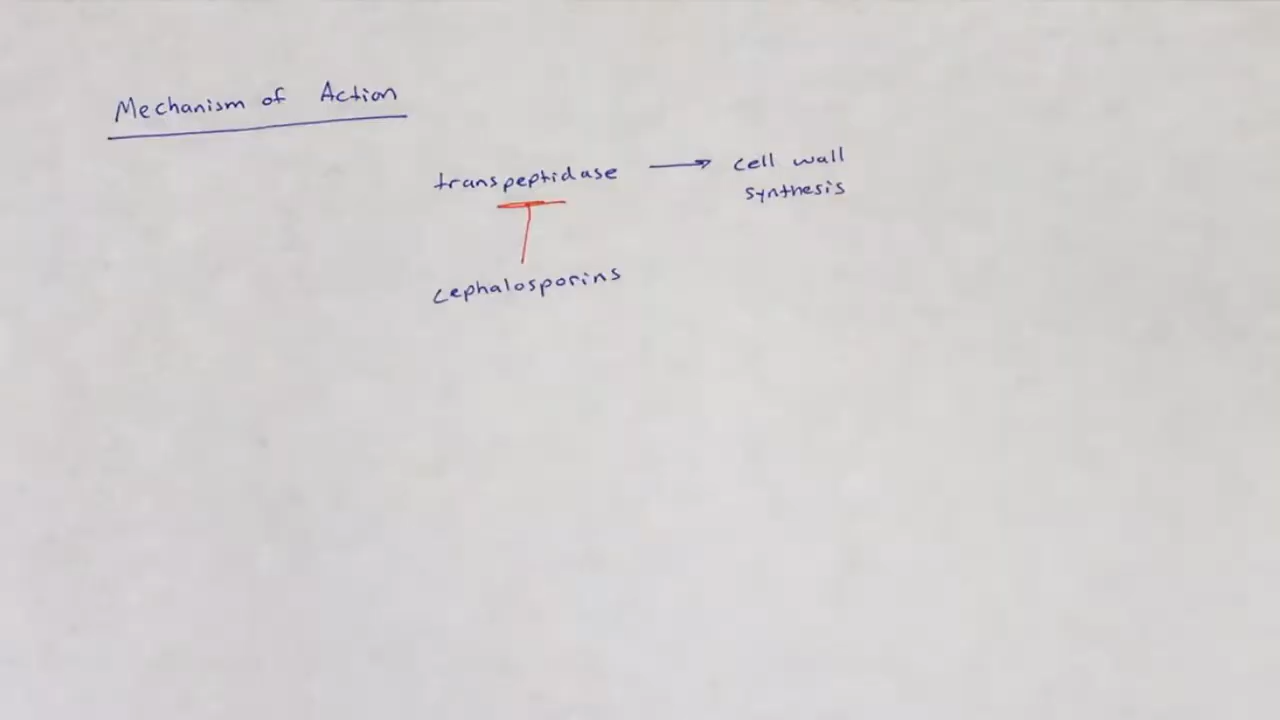 Mechanism of Action
transpeptidase → cell wall
synthesis
cephalosporins